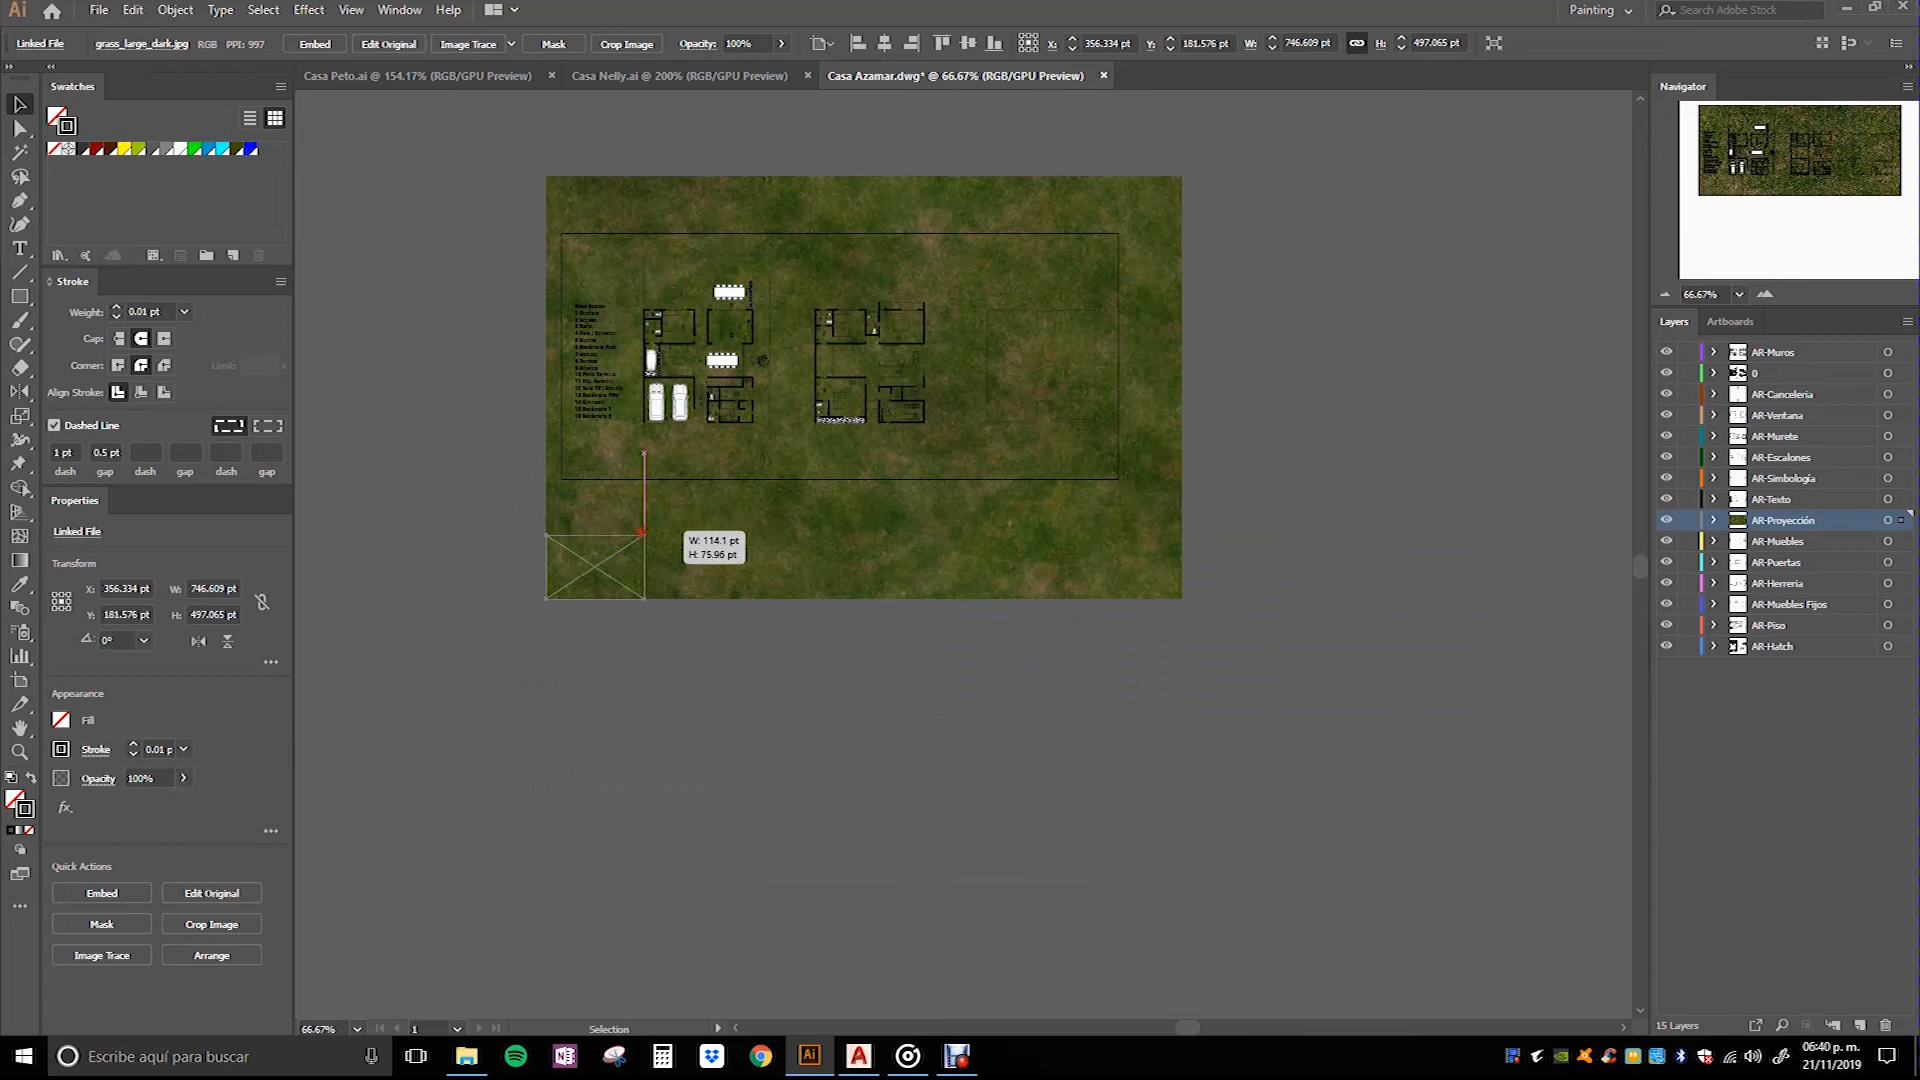 Ai File Edit Object Type Select Effect View Window Help Painting Search Adobe Stock
Linked File grass_large_dark.jpg RGB PPI: 997 Embed Edit Original Image Trace Mask Crop Image Opacity: 100% X: 356.334 pt Y: 181.576 pt W: 746.609 pt H: 497.065 pt
Casa Peto.ai @ 154.17% (RGB/GPU Preview) × Casa Nelly.ai @ 200% (RGB/GPU Preview) × Casa Azamar.dwg* @ 66.67% (RGB/GPU Preview) ×
Swatches
Stroke
Weight: 0.01 pt
Cap:
Corner: Limit:
Align Stroke:
Dashed Line
1 pt 0.5 pt
dash gap dash gap dash gap
Properties
Linked File
Transform
X: 356.334 pt W: 746.609 pt
Y: 181.576 pt H: 497.065 pt
0°
Appearance
Fill
Stroke 0.01 p
Opacity 100%
fx.
Quick Actions
Embed Edit Original
Mask Crop Image
Image Trace Arrange
W: 114.1 pt
H: 75.96 pt
66.67% 1 Selection
Navigator
66.67%
Layers Artboards
AR-Muros
0
AR-Canceleria
AR-Ventana
AR-Murete
AR-Escalones
AR-Simbología
AR-Texto
AR-Proyección
AR-Muebles
AR-Puertas
AR-Herreria
AR-Muebles Fijos
AR-Piso
AR-Hatch
15 Layers
Escribe aquí para buscar
06:40 p. m.
21/11/2019